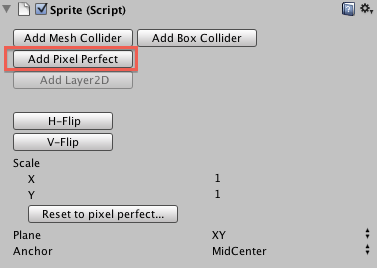 Sprite (Script)
Add Mesh Collider Add Box Collider
Add Pixel Perfect
Add Layer2D
H-Flip
V-Flip
Scale
X 1
Y 1
Reset to pixel perfect...
Plane XY
Anchor MidCenter